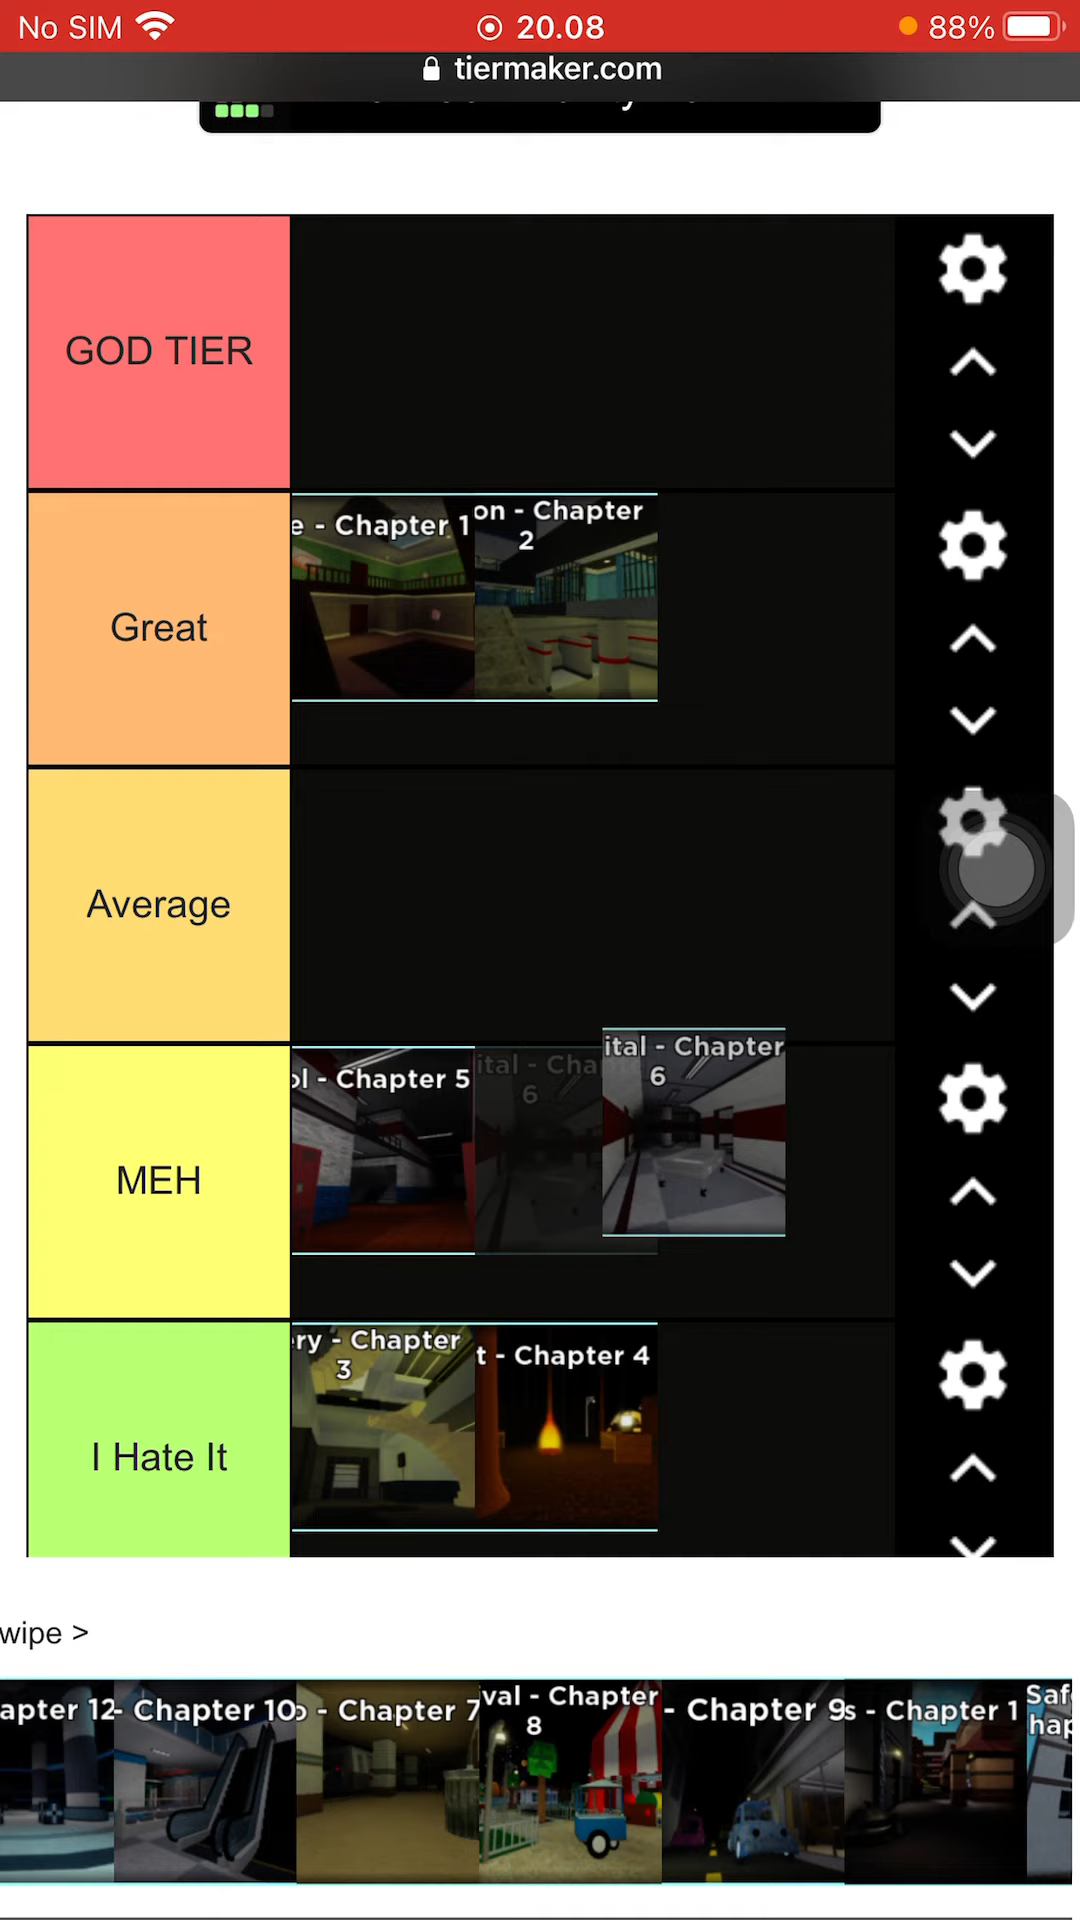 No SIM 20.08 88%
tiermaker.com
GOD TIER
Great
e - Chapter 1
on - Chapter
2
Average
MEH
ol - Chapter 5
ital - Cha
6
ital - Chapter
6
I Hate It
ry - Chapter
3
t - Chapter 4
wipe >
apter 12
- Chapter 10
o - Chapter 7
val - Chapter
8
- Chapter 9
s - Chapter 1
Saf
hap